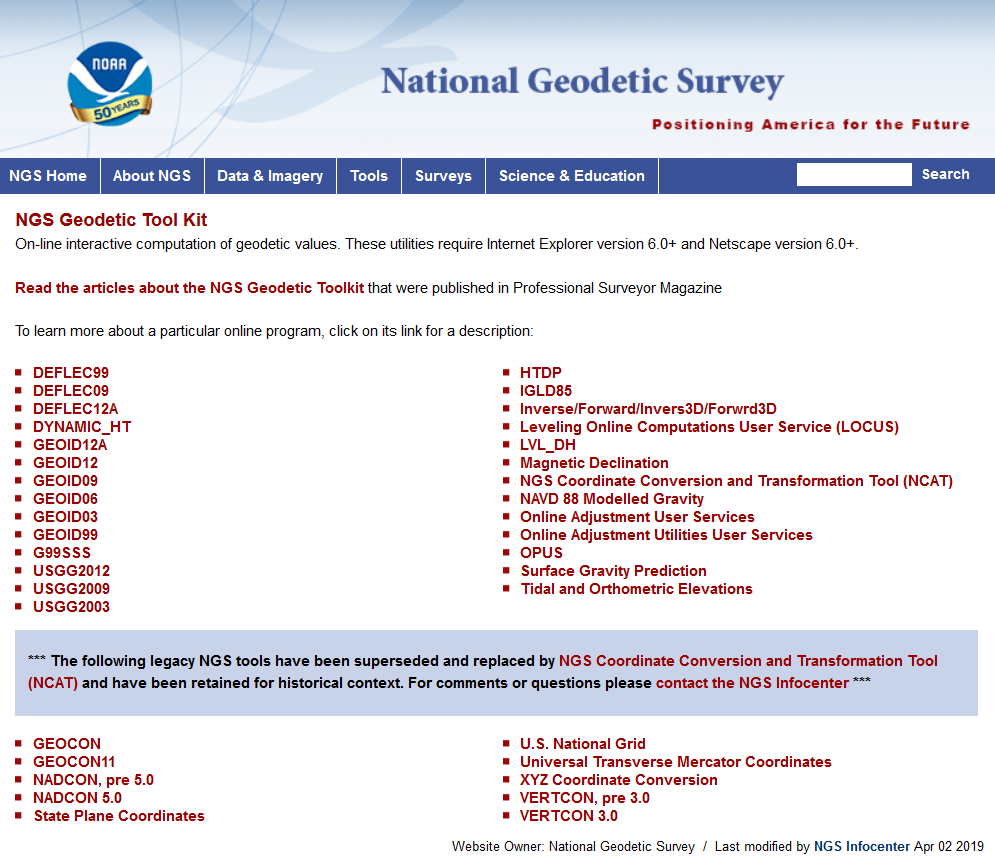 NOAA
50 YEARS
National Geodetic Survey
Positioning America for the Future
NGS Home
About NGS
Data & Imagery
Tools
Surveys
Science & Education
Search
NGS Geodetic Tool Kit
On-line interactive computation of geodetic values. These utilities require Internet Explorer version 6.0+ and Netscape version 6.0+.
Read the articles about the NGS Geodetic Toolkit that were published in Professional Surveyor Magazine
To learn more about a particular online program, click on its link for a description:
DEFLEC99
DEFLEC09
DEFLEC12A
DYNAMIC_HT
GEOID12A
GEOID12
GEOID09
GEOID06
GEOID03
GEOID99
G99SSS
USGG2012
USGG2009
USGG2003
HTDP
IGLD85
Inverse/Forward/Invers3D/Forwrd3D
Leveling Online Computations User Service (LOCUS)
LVL_DH
Magnetic Declination
NGS Coordinate Conversion and Transformation Tool (NCAT)
NAVD 88 Modelled Gravity
Online Adjustment User Services
Online Adjustment Utilities User Services
OPUS
Surface Gravity Prediction
Tidal and Orthometric Elevations
*** The following legacy NGS tools have been superseded and replaced by NGS Coordinate Conversion and Transformation Tool
(NCAT) and have been retained for historical context. For comments or questions please contact the NGS Infocenter ***
GEOCON
GEOCON11
NADCON, pre 5.0
NADCON 5.0
State Plane Coordinates
U.S. National Grid
Universal Transverse Mercator Coordinates
XYZ Coordinate Conversion
VERTCON, pre 3.0
VERTCON 3.0
Website Owner: National Geodetic Survey / Last modified by NGS Infocenter Apr 02 2019